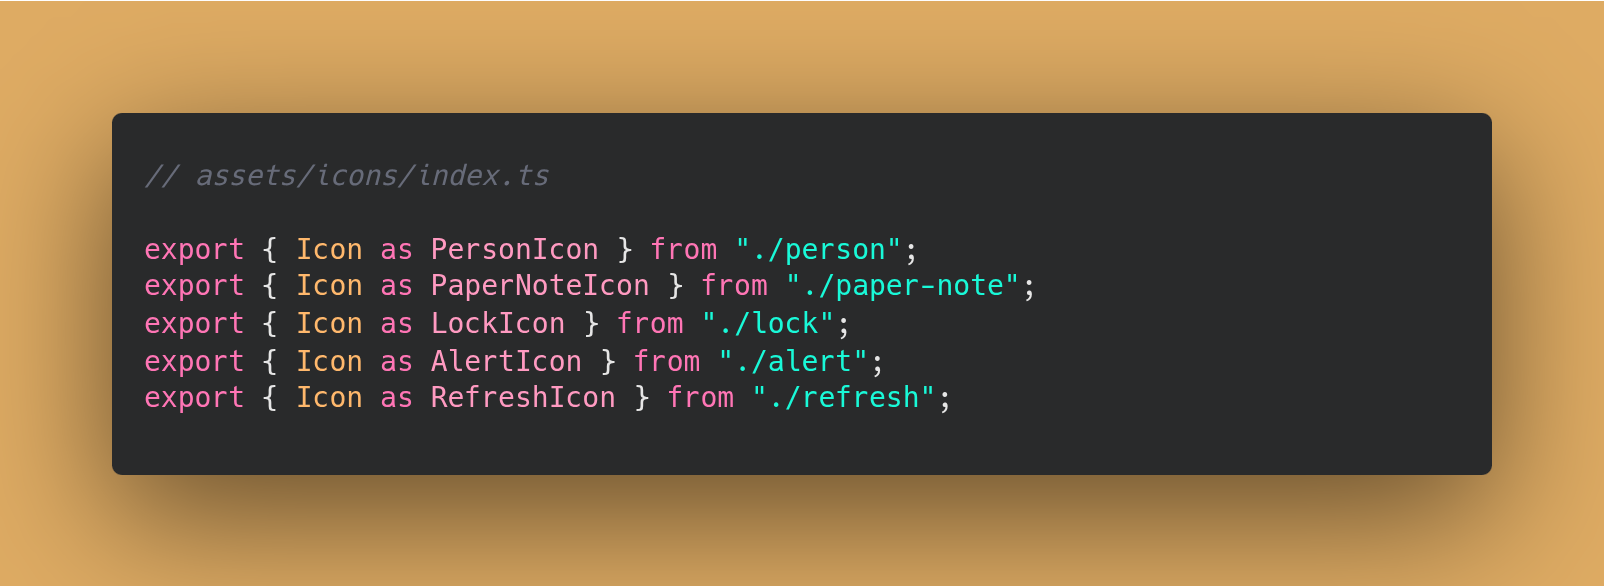 // assets/icons/index.ts
export { Icon as PersonIcon } from "./person";
export { Icon as PaperNoteIcon } from "./paper-note";
export { Icon as LockIcon } from "./lock";
export { Icon as AlertIcon } from "./alert";
export { Icon as RefreshIcon } from "./refresh";